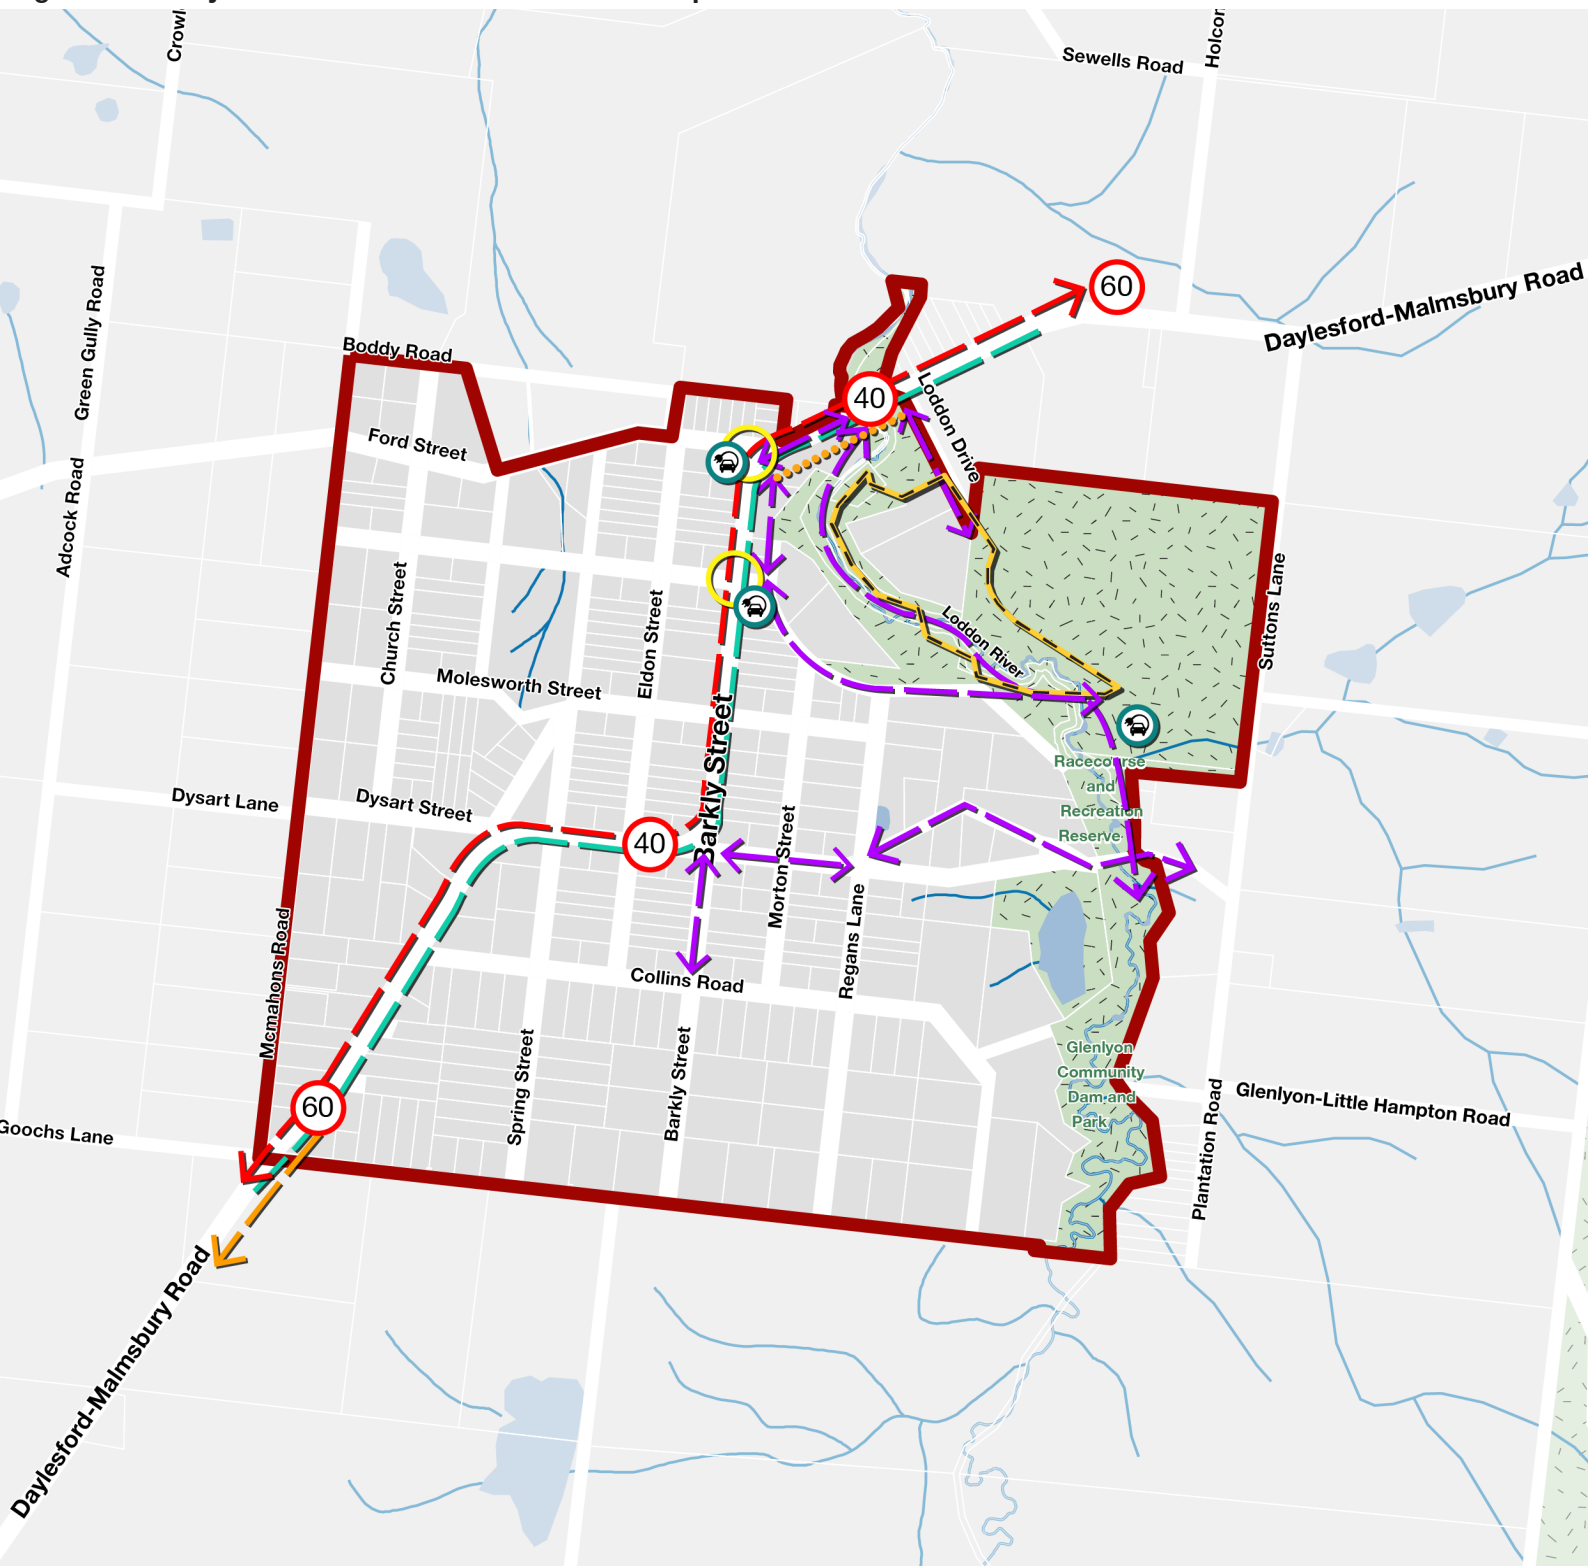 Crowl
Holcon
Sewells Road
60
Daylesford-Malmsbury Road
Green Gully Road
Boddy Road
40
Loddon Drive
Ford Street
Adcock Road
Suttons Lane
Church Street
Eldon Street
Loddon River
Molesworth Street
Barkly Street
Racecourse
and
Recreation
Reserve
Dysart Lane
Dysart Street
40
Morton Street
Regans Lane
Mcmahons Road
Collins Road
Spring Street
Barkly Street
Glenlyon
Community
Dam and
Park
60
Goochs Lane
Glenlyon-Little Hampton Road
Plantation Road
Daylesford-Malmsbury Road